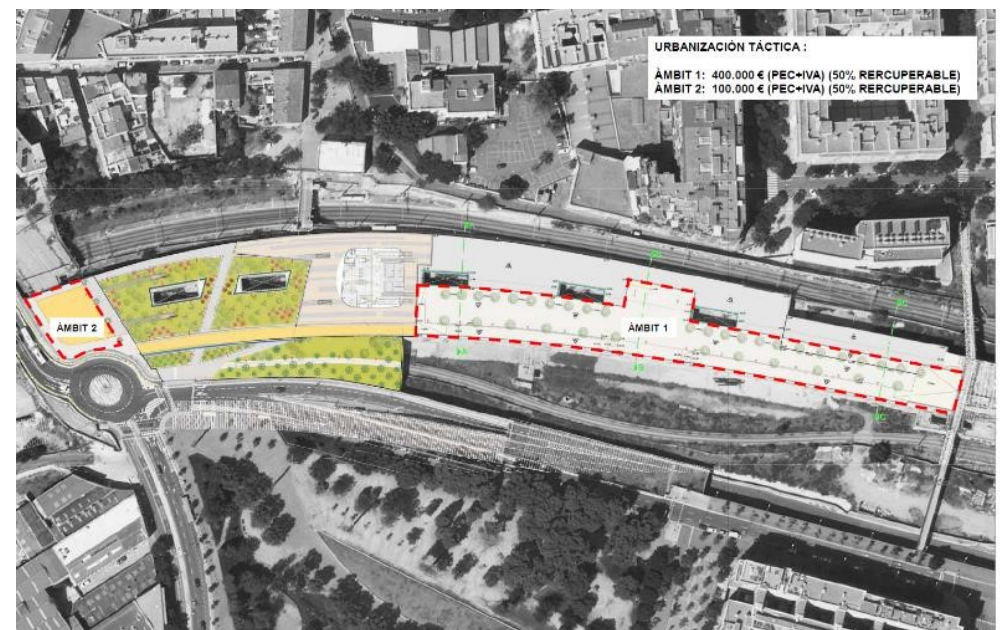 URBANIZACIÓN TÁCTICA :
ÀMBIT 1: 400.000 € (PEC+IVA) (50% RERCUPERABLE)
ÀMBIT 2: 100.000 € (PEC+IVA) (50% RERCUPERABLE)
ÀMBIT 2
ÀMBIT 1